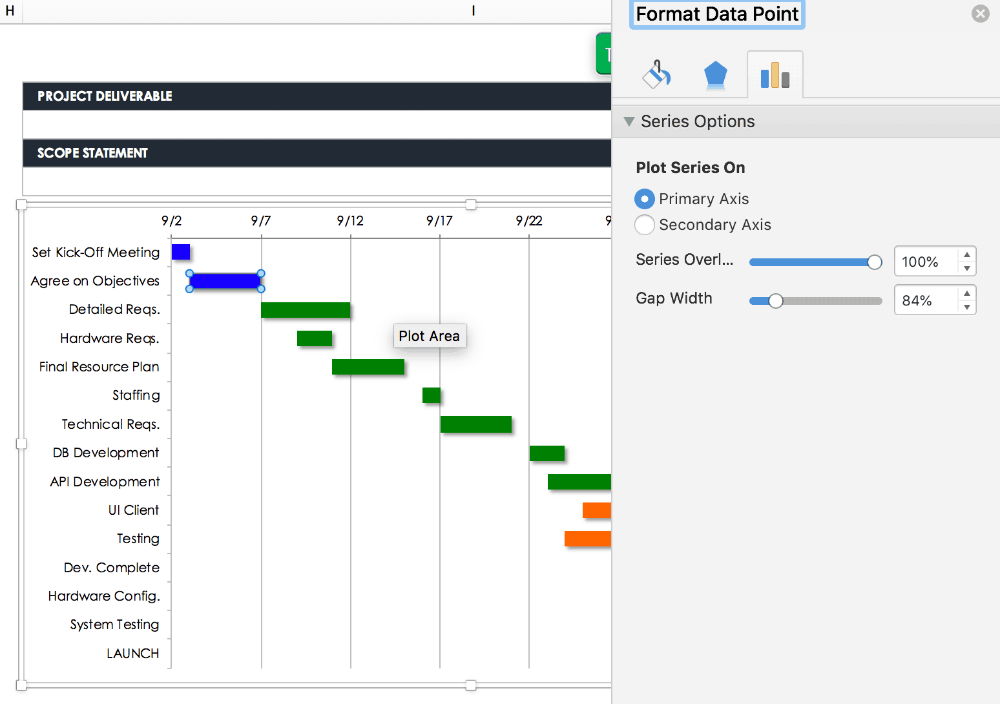 H
I
Format Data Point
T
PROJECT DELIVERABLE
SCOPE STATEMENT
Series Options
Plot Series On
Primary Axis
Secondary Axis
Series Overl... 100%
Gap Width 84%
9/2 9/7 9/12 9/17 9/22 9
Set Kick-Off Meeting
Agree on Objectives
Detailed Reqs.
Hardware Reqs.
Plot Area
Final Resource Plan
Staffing
Technical Reqs.
DB Development
API Development
UI Client
Testing
Dev. Complete
Hardware Config.
System Testing
LAUNCH